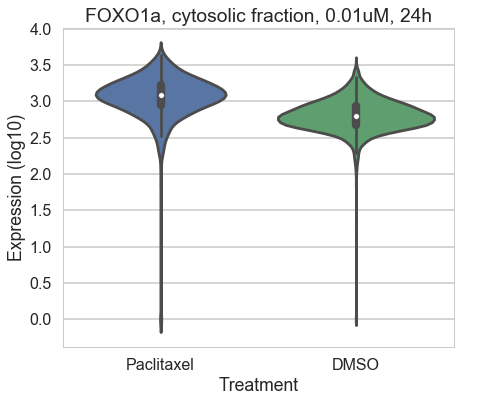 FOXO1a, cytosolic fraction, 0.01uM, 24h
4.0
3.5
3.0
2.5
2.0
1.5
1.0
0.5
0.0
Expression (log10)
Paclitaxel
DMSO
Treatment